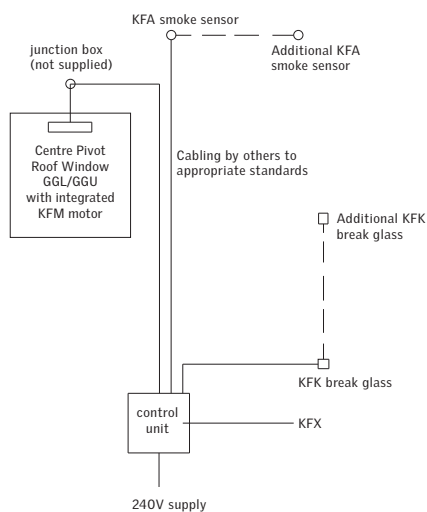 KFA smoke sensor
Additional KFA
smoke sensor
junction box
(not supplied)
Centre Pivot
Roof Window
GGL/GGU
with integrated
KFM motor
Cabling by others to
appropriate standards
Additional KFK
break glass
KFK break glass
control
unit
KFX
240V supply